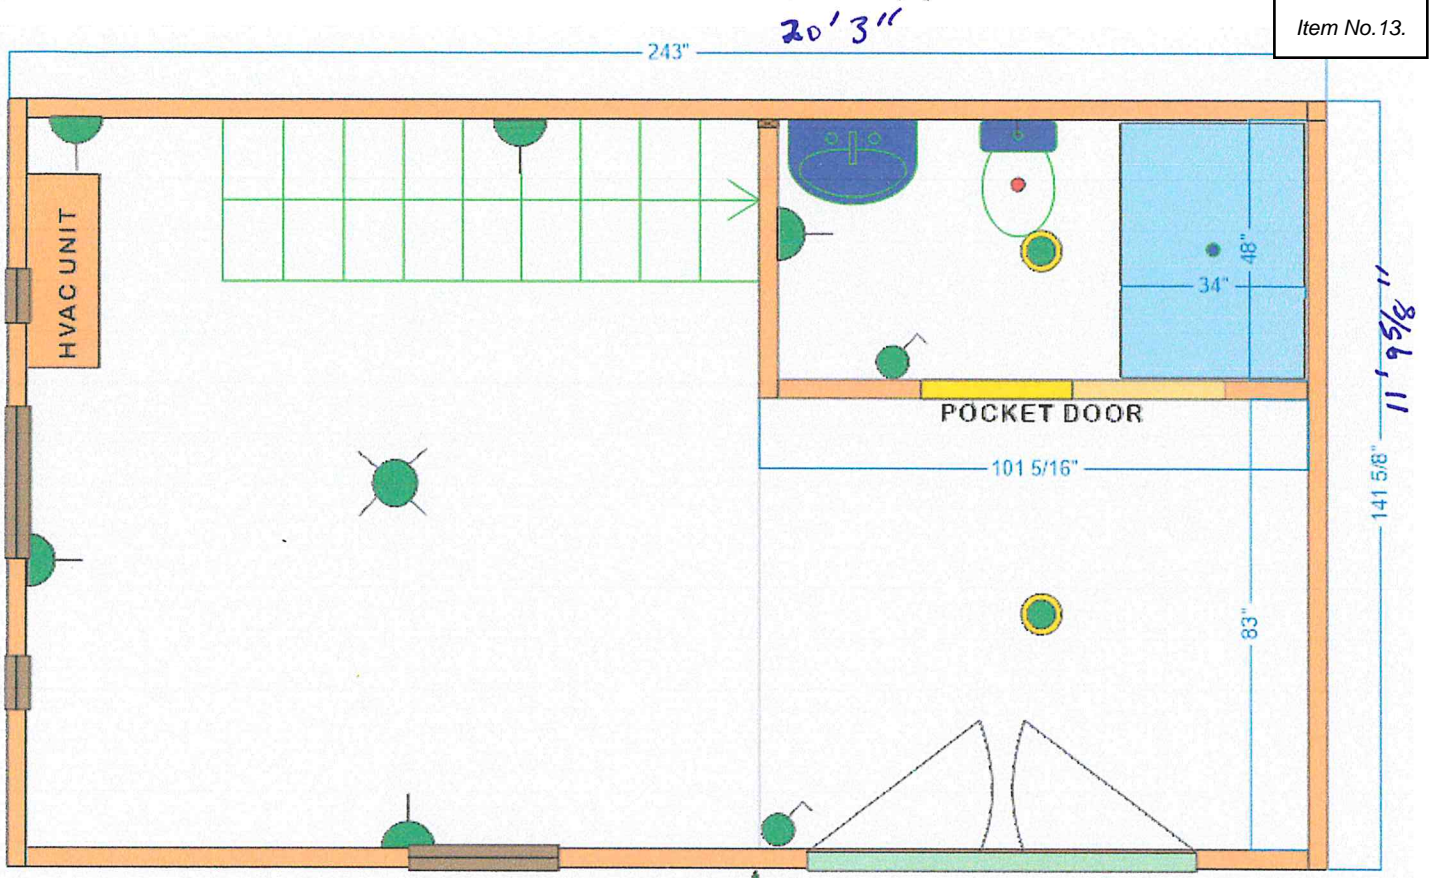 Item No.13.
20' 3"
243"
HVAC UNIT
48"
34"
11' 9 5/8"
POCKET DOOR
101 5/16"
141 5/8"
83"